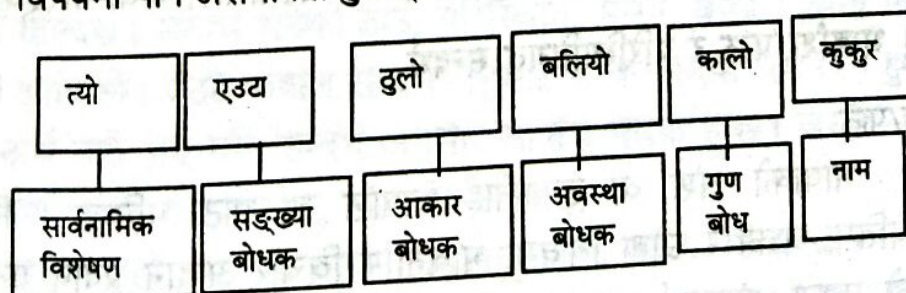 त्यो एउटा ठुलो बलियो कालो कुकुर
सार्वनामिक विशेषण
सङ्ख्या बोधक
आकार बोधक
अवस्था बोधक
गुण बोध
नाम